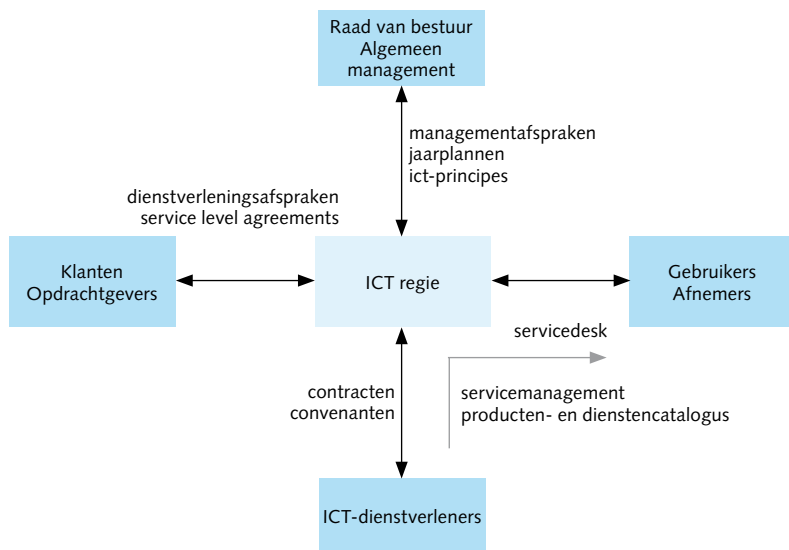 Raad van bestuur
Algemeen
management
managementafspraken
jaarplannen
ict-principes
dienstverleningsafspraken
service level agreements
Klanten
Opdrachtgevers
ICT regie
Gebruikers
Afnemers
servicedesk
contracten
convenanten
servicemanagement
producten- en dienstencatalogus
ICT-dienstverleners